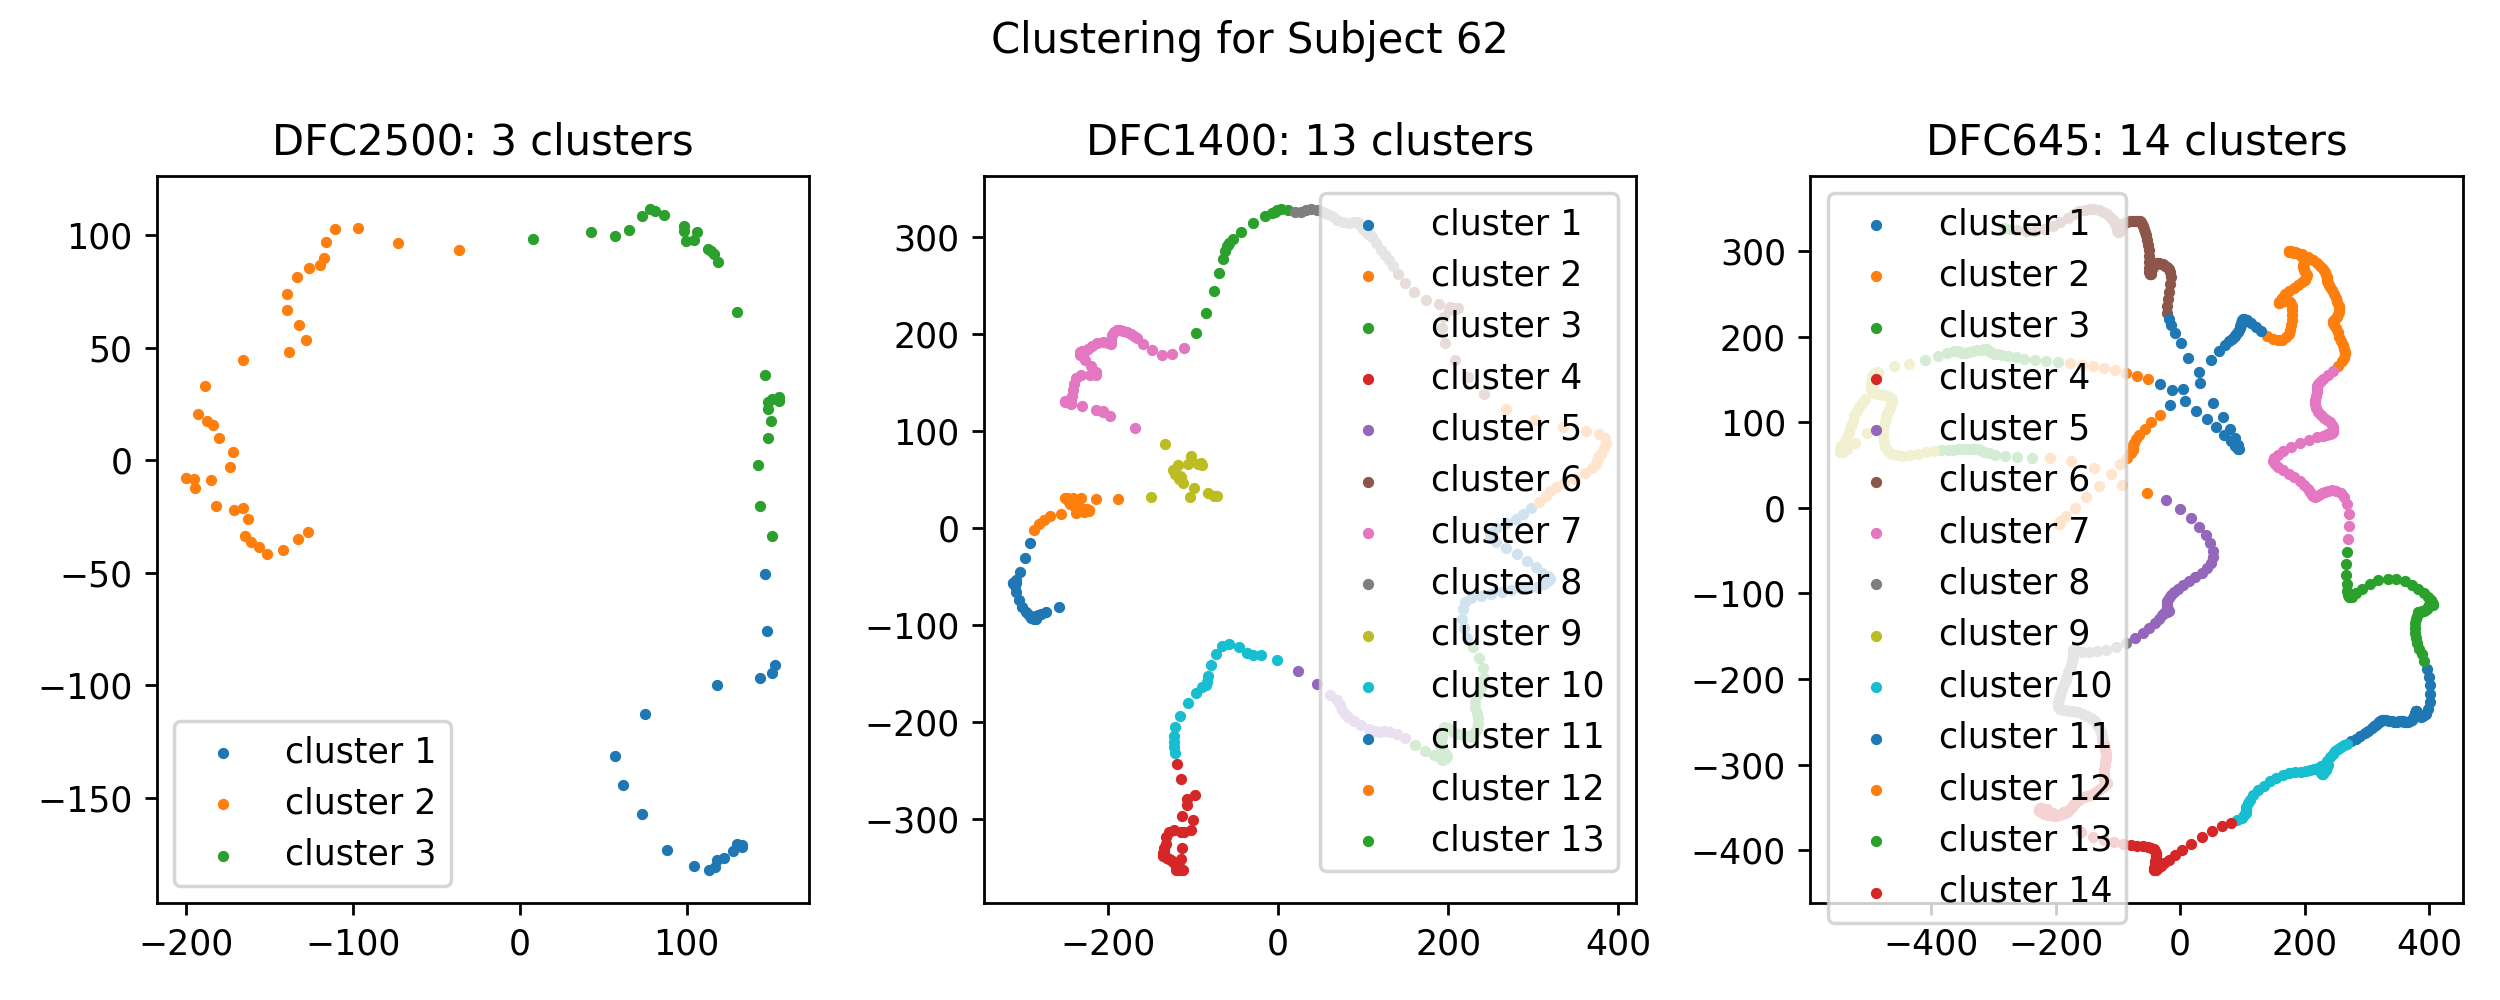 Clustering for Subject 62
DFC2500: 3 clusters
100
50
0
−50
−100
−150
−200
−100
0
100
cluster 1
cluster 2
cluster 3
DFC1400: 13 clusters
300
200
100
0
−100
−200
−300
−200
0
200
400
cluster 1
cluster 2
cluster 3
cluster 4
cluster 5
cluster 6
cluster 7
cluster 8
cluster 9
cluster 10
cluster 11
cluster 12
cluster 13
DFC645: 14 clusters
300
200
100
0
−100
−200
−300
−400
−400
−200
0
200
400
cluster 1
cluster 2
cluster 3
cluster 4
cluster 5
cluster 6
cluster 7
cluster 8
cluster 9
cluster 10
cluster 11
cluster 12
cluster 13
cluster 14